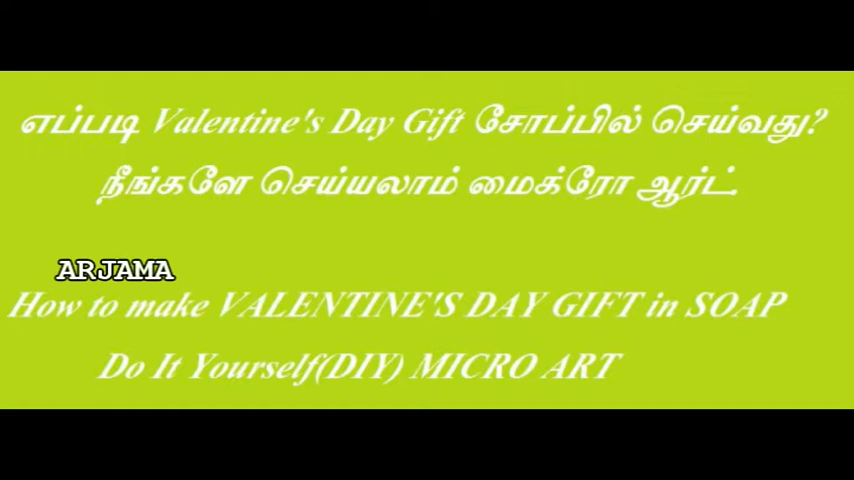 எப்படி Valentine's Day Gift சோப்பில் செய்வது?
நீங்களே செய்யலாம் மைக்ரோ ஆர்ட்.
ARJAMA
How to make VALENTINE'S DAY GIFT in SOAP
Do It Yourself(DIY) MICRO ART